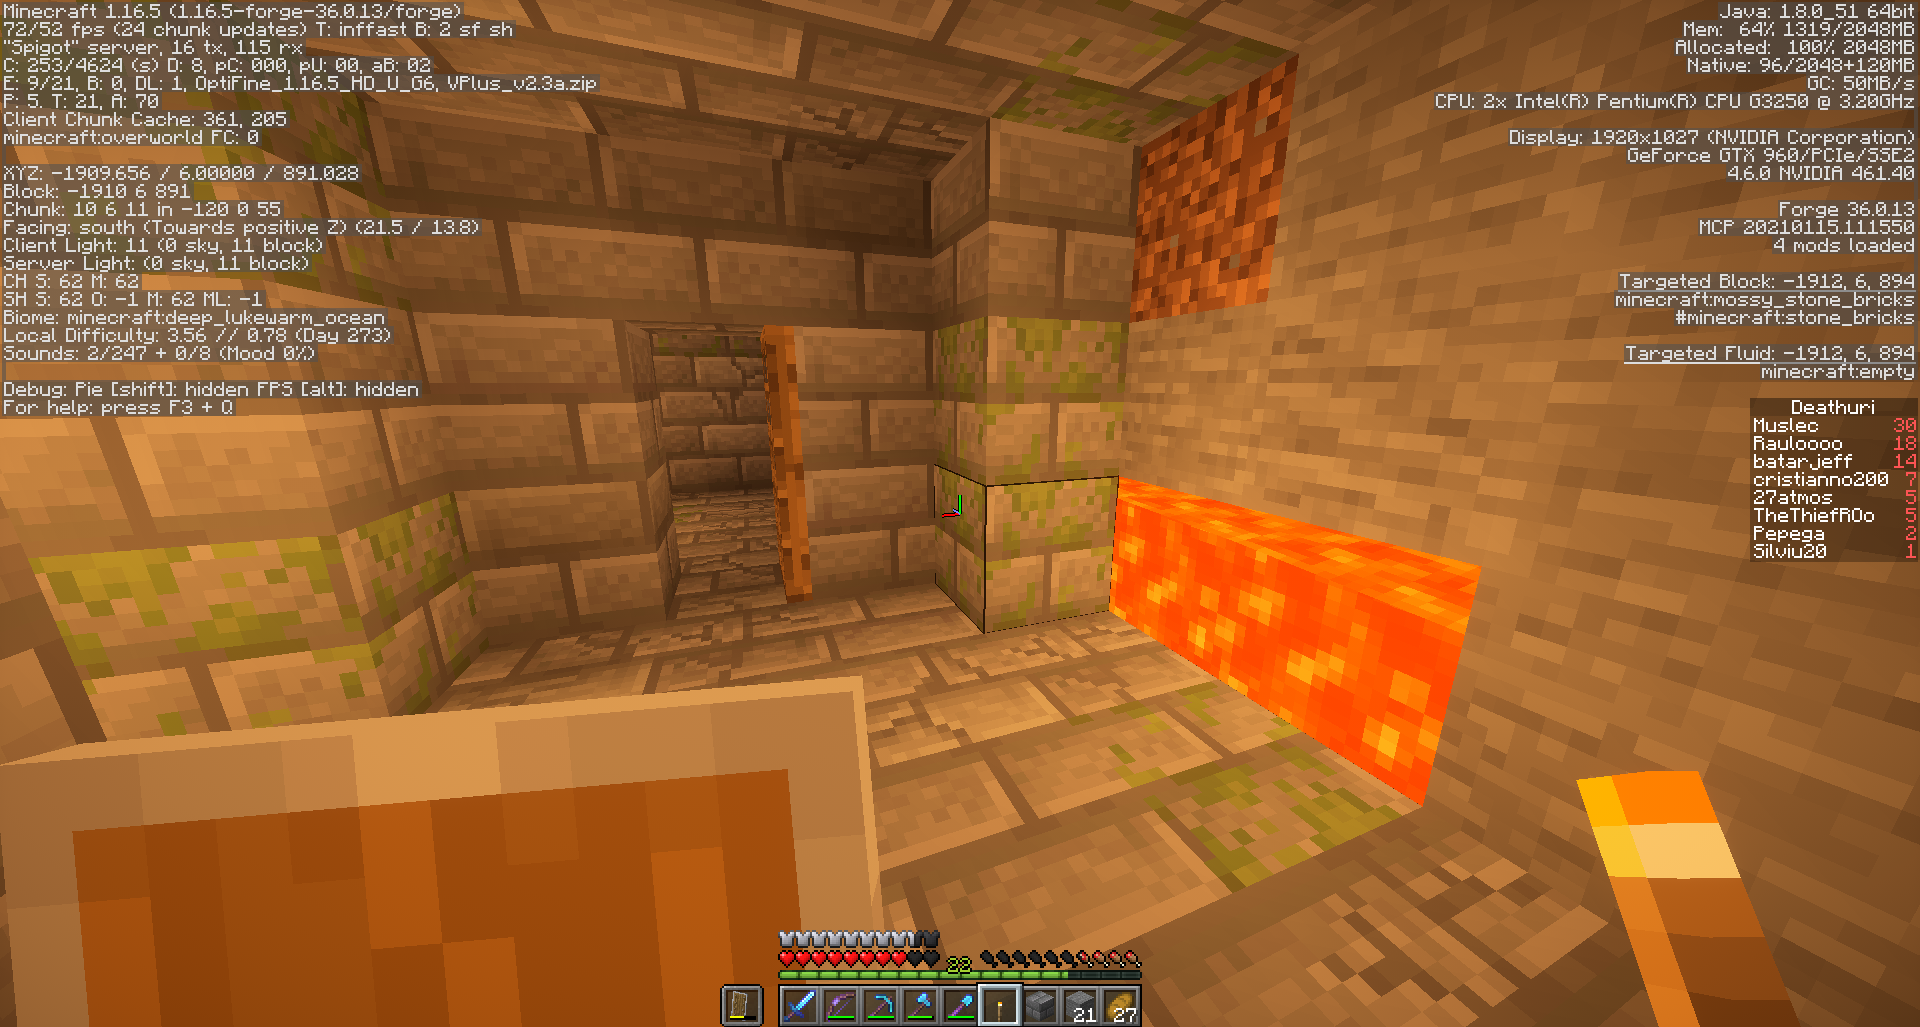 Minecraft 1.16.5 (1.16.5-forge-36.0.13/forge)
72/52 fps (24 chunk updates) T: inffast B: 2 sf sh
"Spigot" server, 16 tx, 115 rx
C: 253/4624 (s) D: 8, pC: 000, pU: 00, aB: 02
E: 9/21, B: 0, DL: 1, OptiFine_1.16.5_HD_U_G6, VPlus_v2.3a.zip
P: 5. T: 21, A: 70
Client Chunk Cache: 361, 205
minecraft:overworld FC: 0
XYZ: -1909.656 / 6.00000 / 891.028
Block: -1910 6 891
Chunk: 10 6 11 in -120 0 55
Facing: south (Towards positive Z) (21.5 / 13.8)
Client Light: 11 (0 sky, 11 block)
Server Light: (0 sky, 11 block)
CH S: 62 M: 62
SH S: 62 O: -1 M: 62 ML: -1
Biome: minecraft:deep_lukewarm_ocean
Local Difficulty: 3.56 // 0.78 (Day 273)
Sounds: 2/247 + 0/8 (Mood 0%)
Debug: Pie [shift]: hidden FPS [alt]: hidden
For help: press F3 + Q
Java: 1.8.0_51 64bit
Mem: 64% 1319/2048MB
Allocated: 100% 2048MB
Native: 96/2048+120MB
GC: 50MB/s
CPU: 2x Intel(R) Pentium(R) CPU G3250 @ 3.20GHz
Display: 1920x1027 (NVIDIA Corporation)
GeForce GTX 960/PCIe/SSE2
4.6.0 NVIDIA 461.40
Forge 36.0.13
MCP 20210115.111550
4 mods loaded
Targeted Block: -1912, 6, 894
minecraft:mossy_stone_bricks
#minecraft:stone_bricks
Targeted Fluid: -1912, 6, 894
minecraft:empty
Deathuri
Muslec 30
Rauloooo 18
batarjeff 14
cristianno200 7
27atmos 5
TheThiefROo 5
Pepega 2
Silviu20 1
22
21 27